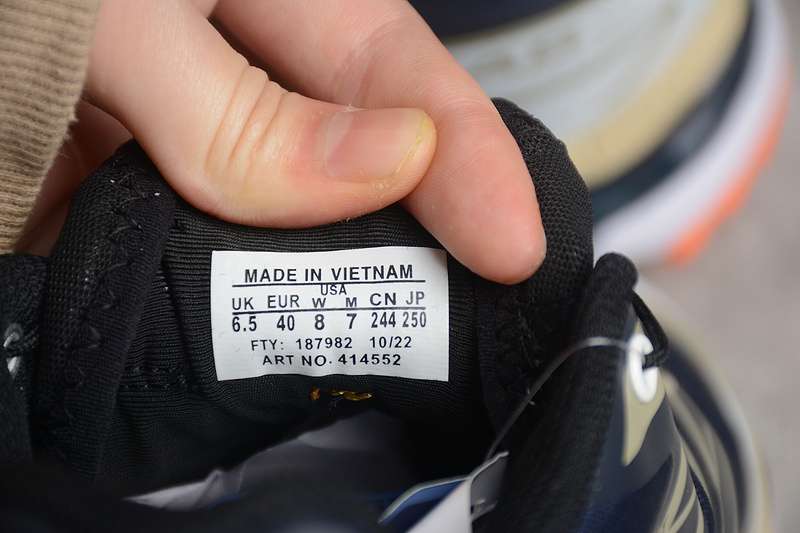 MADE IN VIETNAM
USA
UK EUR W M CN JP
6.5 40 8 7 244 250
FTY: 187982 10/22
ART NO. 414552